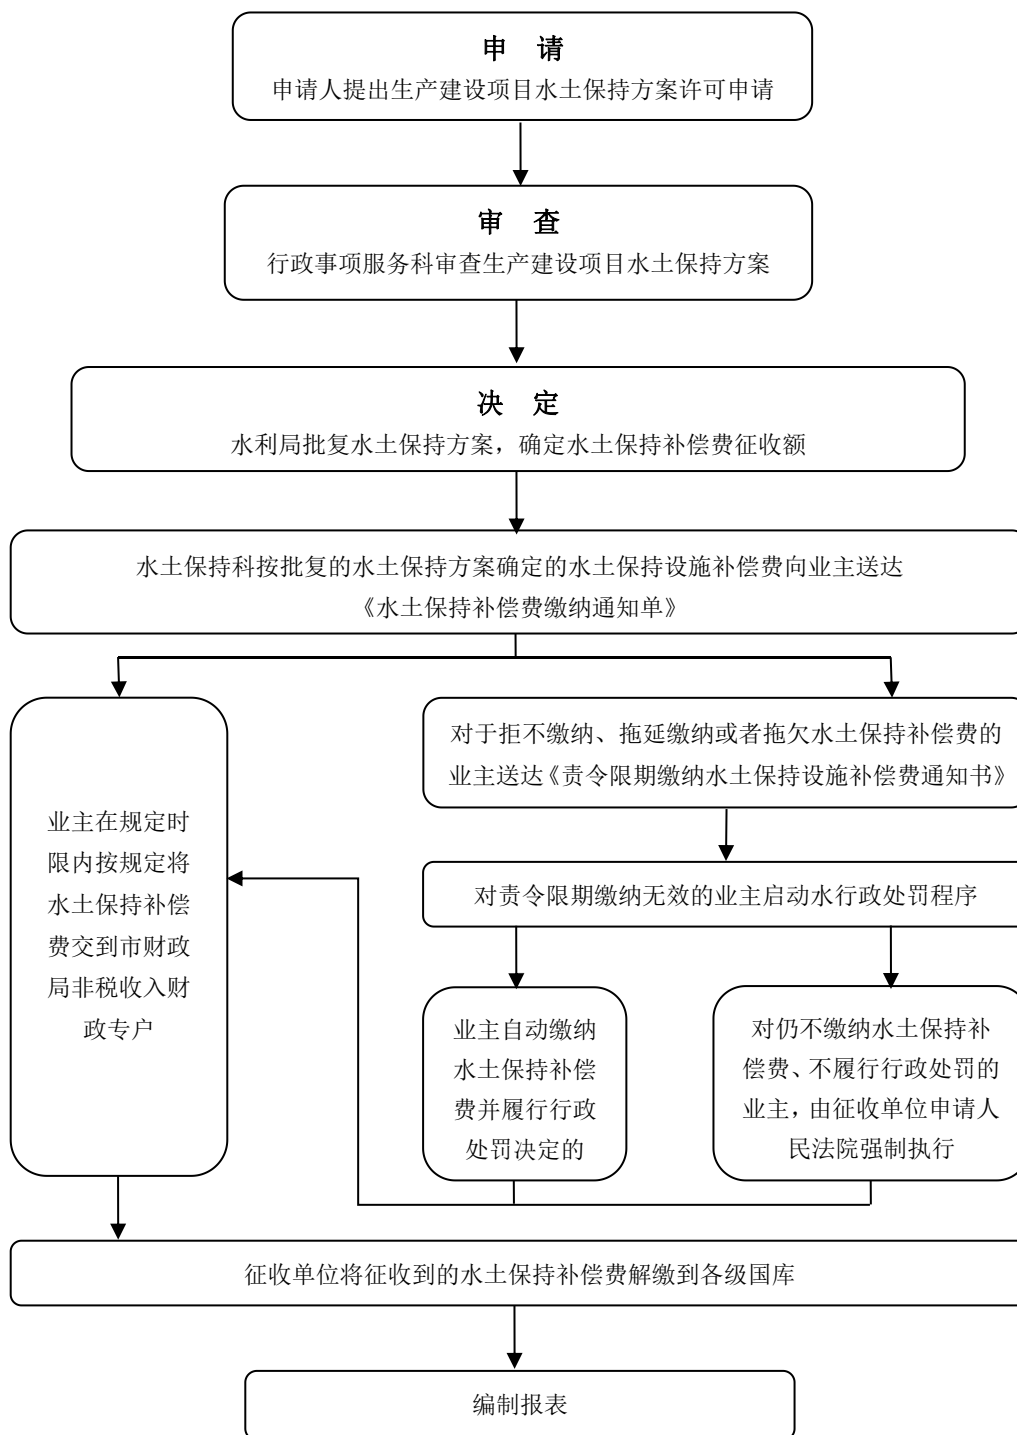 申 请
申请人提出生产建设项目水土保持方案许可申请
审 查
行政事项服务科审查生产建设项目水土保持方案
决 定
水利局批复水土保持方案，确定水土保持补偿费征收额
水土保持科按批复的水土保持方案确定的水土保持设施补偿费向业主送达
《水土保持补偿费缴纳通知单》
业主在规定时
限内按规定将
水土保持补偿
费交到市财政
局非税收入财
政专户
对于拒不缴纳、拖延缴纳或者拖欠水土保持补偿费的
业主送达《责令限期缴纳水土保持设施补偿费通知书》
对责令限期缴纳无效的业主启动水行政处罚程序
业主自动缴纳
水土保持补偿
费并履行行政
处罚决定的
对仍不缴纳水土保持补
偿费、不履行行政处罚的
业主，由征收单位申请人
民法院强制执行
征收单位将征收到的水土保持补偿费解缴到各级国库
编制报表